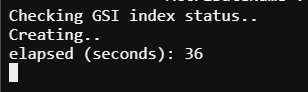 Checking GSI index status..
Creating..
elapsed (seconds): 36